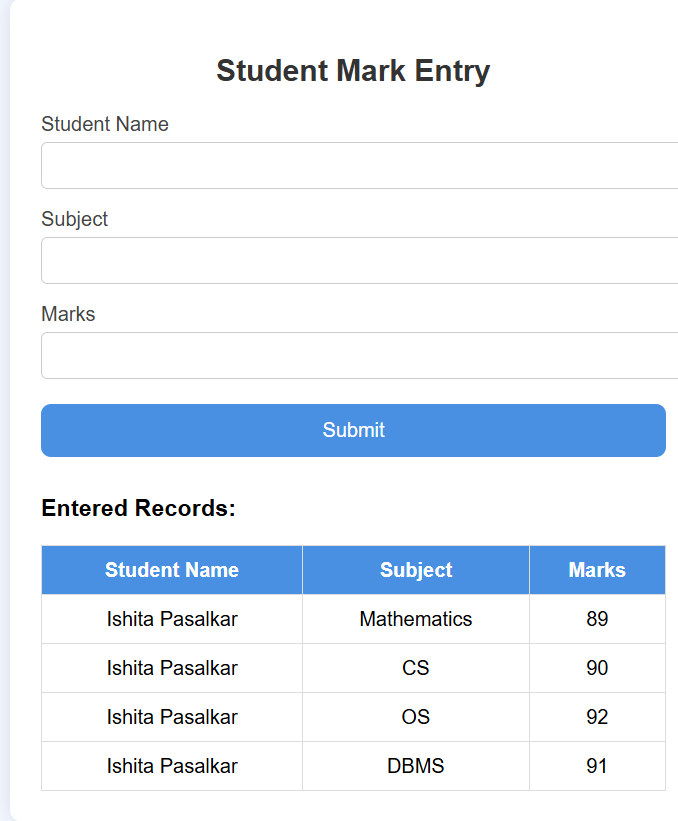 Student Mark Entry
Student Name
Subject
Marks
Submit
Entered Records:
Student Name Subject Marks
Ishita Pasalkar Mathematics 89
Ishita Pasalkar CS 90
Ishita Pasalkar OS 92
Ishita Pasalkar DBMS 91